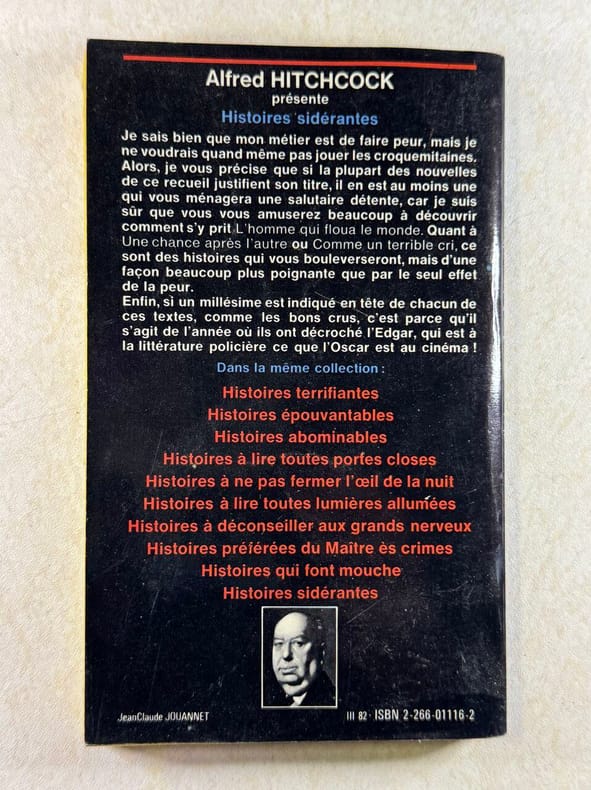 Alfred HITCHCOCK
présente
Histoires sidérantes
Je sais bien que mon métier est de faire peur, mais je
ne voudrais quand même pas jouer les croquemitaines.
Alors, je vous précise que si la plupart des nouvelles
de ce recueil justifient son titre, il en est au moins une
qui vous ménagera une salutaire détente, car je suis
sûr que vous vous amuserez beaucoup à découvrir
comment s'y prit L'homme qui floua le monde. Quant à
Une chance après l'autre ou Comme un terrible cri, ce
sont des histoires qui vous bouleverseront, mais d'une
façon beaucoup plus poignante que par le seul effet
de la peur.
Enfin, si un millésime est indiqué en tête de chacun de
ces textes, comme les bons crus, c'est parce qu'il
s'agit de l'année où ils ont décroché l'Edgar, qui est à
la littérature policière ce que l'Oscar est au cinéma !
Dans la même collection :
Histoires terrifiantes
Histoires épouvantables
Histoires abominables
Histoires à lire toutes portes closes
Histoires à ne pas fermer l'œil de la nuit
Histoires à lire toutes lumières allumées
Histoires à déconseiller aux grands nerveux
Histoires préférées du Maître ès crimes
Histoires qui font mouche
Histoires sidérantes
JeanClaude JOUANNET
III 82 · ISBN 2-266-01116-2